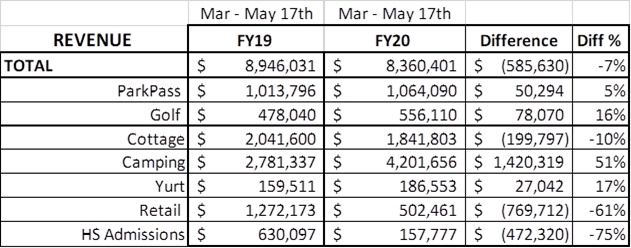 Mar - May 17th Mar - May 17th
REVENUE FY19 FY20 Difference Diff %
TOTAL $ 8,946,031 $ 8,360,401 $ (585,630) -7%
ParkPass $ 1,013,796 $ 1,064,090 $ 50,294 5%
Golf $ 478,040 $ 556,110 $ 78,070 16%
Cottage $ 2,041,600 $ 1,841,803 $ (199,797) -10%
Camping $ 2,781,337 $ 4,201,656 $ 1,420,319 51%
Yurt $ 159,511 $ 186,553 $ 27,042 17%
Retail $ 1,272,173 $ 502,461 $ (769,712) -61%
HS Admissions $ 630,097 $ 157,777 $ (472,320) -75%